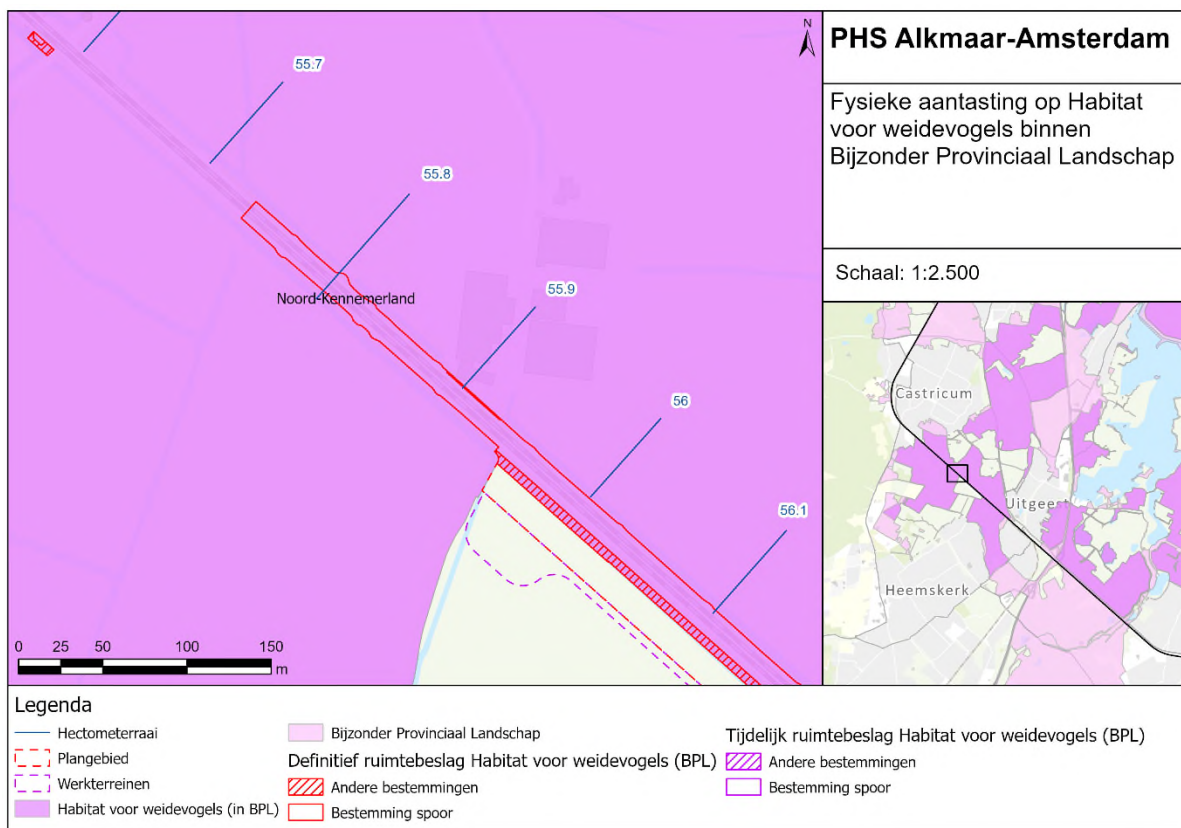 N
55.7
55.8
Noord-Kennemerland
55.9
56
56.1
0 25 50 100 150
m
PHS Alkmaar-Amsterdam
Fysieke aantasting op Habitat
voor weidevogels binnen
Bijzonder Provinciaal Landschap
Schaal: 1:2.500
Castricum
Uitgeest
Heemskerk
Legenda
Hectometerraai
Plangebied
Werkterreinen
Habitat voor weidevogels (in BPL)
Bijzonder Provinciaal Landschap
Definitief ruimtebeslag Habitat voor weidevogels (BPL)
Andere bestemmingen
Bestemming spoor
Tijdelijk ruimtebeslag Habitat voor weidevogels (BPL)
Andere bestemmingen
Bestemming spoor